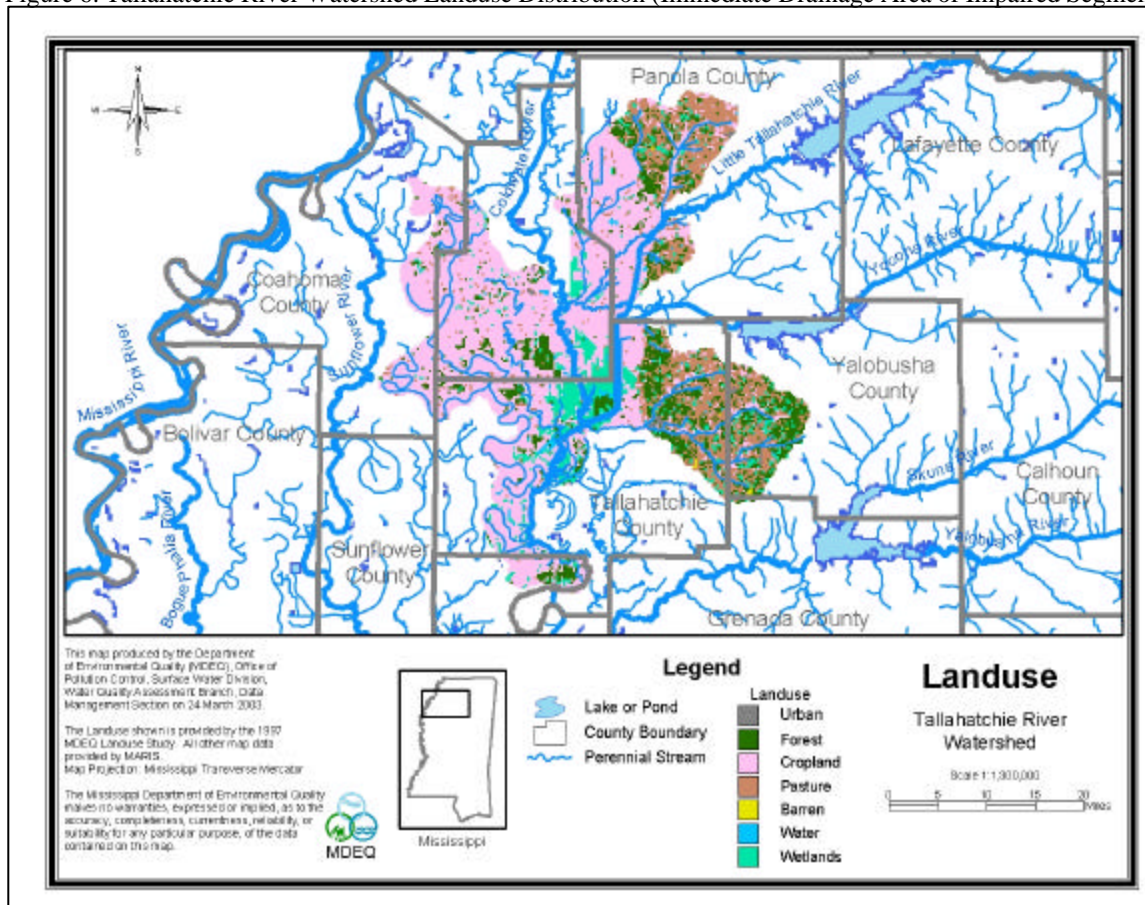 Figure 6. Tallahatchie River Watershed Landuse Distribution (Immediate Drainage Area of Impaired Segment
N
W
E
S
Panola County
Little Tallahatchie River
Lafayette County
Coldwater River
Yocona River
Coahoma
County
Sunflower River
Mississippi River
Yalobusha
County
Bolivar County
Skuna River
Calhoun
County
Tallahatchie
County
Yalobusha River
Bogue Phalia River
Sunflower
County
Grenada County
This map produced by the Department
of Environmental Quality (MDEQ), Office of
Pollution Control, Surface Water Division,
Water Quality Assessment Branch, Data
Management Section on 24 March 2003.
The Landuse shown is provided by the 1997
MDEQ Landuse Study. All other map data
provided by MARIS.
Map Projection: Mississippi Transverse Mercator
The Mississippi Department of Environmental Quality
makes no warranties, expressed or implied, as to the
accuracy, completeness, currentness, reliability, or
suitability for any particular purpose, of the data
contained on this map.
MDEQ
Mississippi
Legend
Lake or Pond
County Boundary
Perennial Stream
Landuse
Urban
Forest
Cropland
Pasture
Barren
Water
Wetlands
Landuse
Tallahatchie River
Watershed
Scale 1:1,300,000
0 5 10 15 20
Miles